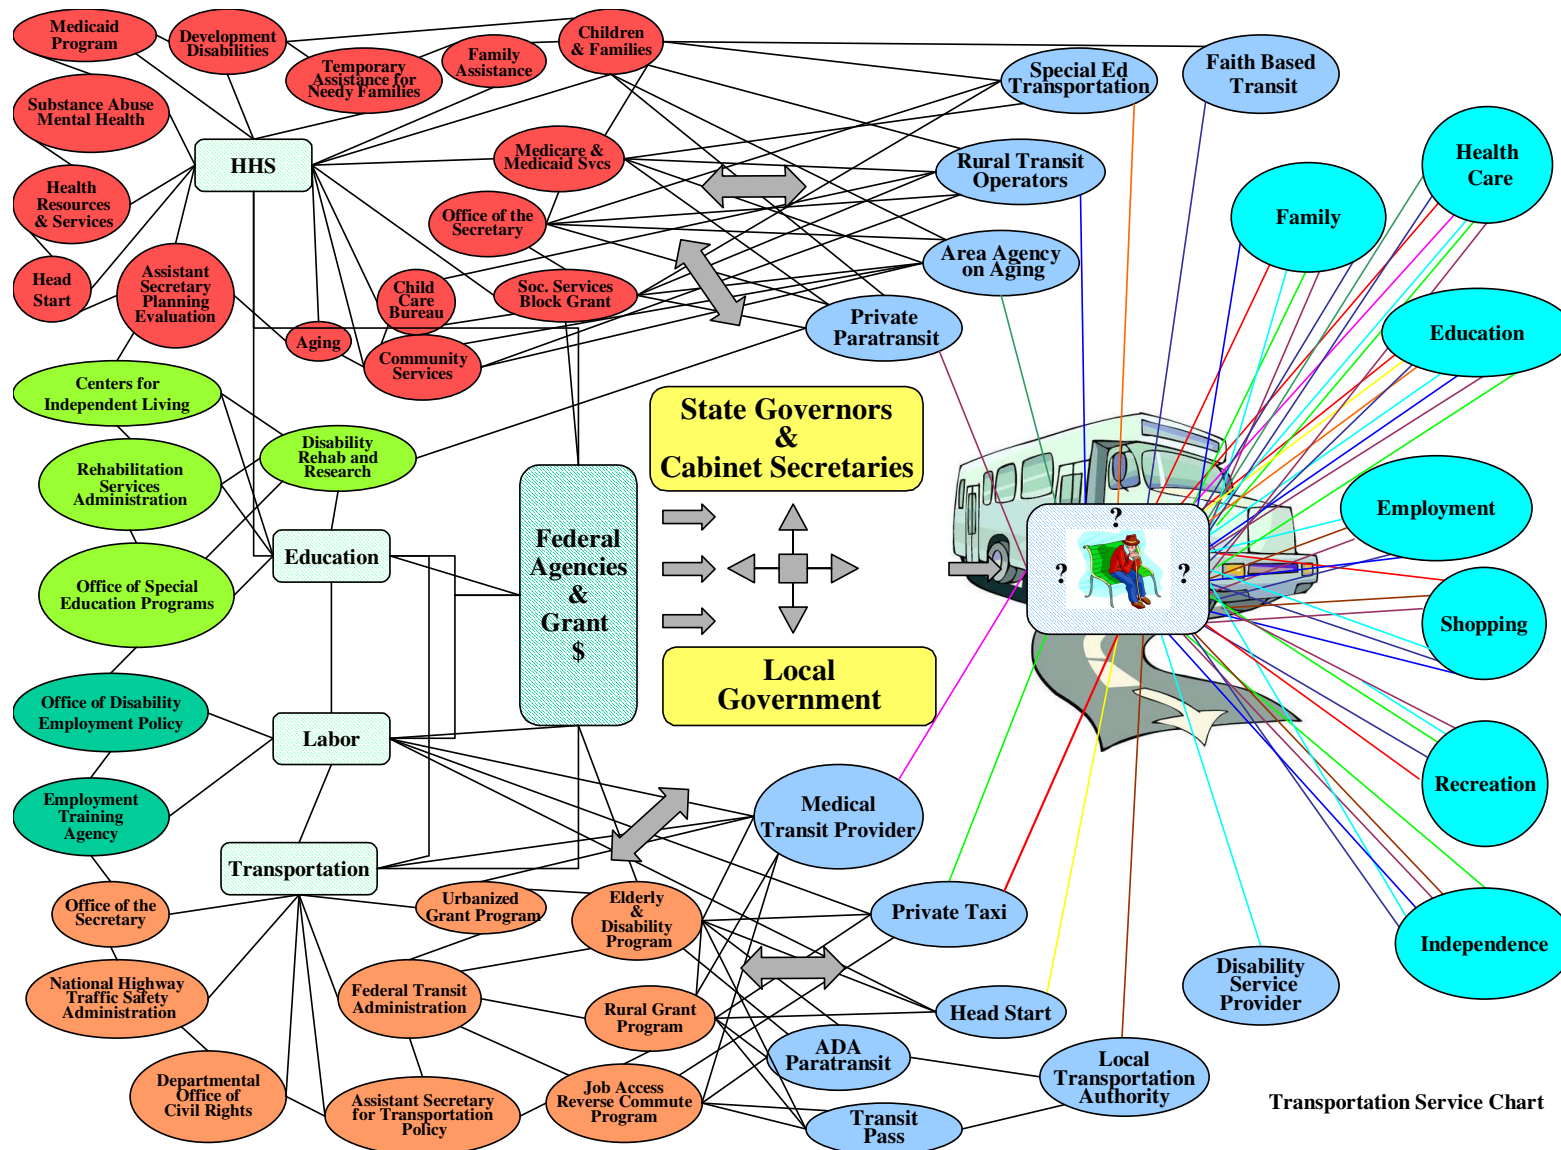 Medicaid
Program
Development
Disabilities
Temporary
Assistance for
Needy Families
Family
Assistance
Children
& Families
Special Ed
Transportation
Faith Based
Transit
Substance Abuse
Mental Health
HHS
Medicare &
Medicaid Svcs
Rural Transit
Operators
Health
Care
Family
Health
Resources
& Services
Office of the
Secretary
Area Agency
on Aging
Head
Start
Assistant
Secretary
Planning
Evaluation
Child
Care
Bureau
Soc. Services
Block Grant
Private
Paratransit
Education
Aging
Community
Services
Centers for
Independent Living
State Governors
&
Cabinet Secretaries
Disability
Rehab and
Research
Rehabilitation
Services
Administration
Employment
Education
Federal
Agencies
&
Grant
$
?
?
?
Office of Special
Education Programs
Shopping
Local
Government
Office of Disability
Employment Policy
Labor
Recreation
Employment
Training
Agency
Medical
Transit Provider
Transportation
Office of the
Secretary
Urbanized
Grant Program
Elderly
&
Disability
Program
Private Taxi
Independence
National Highway
Traffic Safety
Administration
Federal Transit
Administration
Rural Grant
Program
Head Start
Disability
Service
Provider
ADA
Paratransit
Local
Transportation
Authority
Departmental
Office of
Civil Rights
Assistant Secretary
for Transportation
Policy
Job Access
Reverse Commute
Program
Transit
Pass
Transportation Service Chart